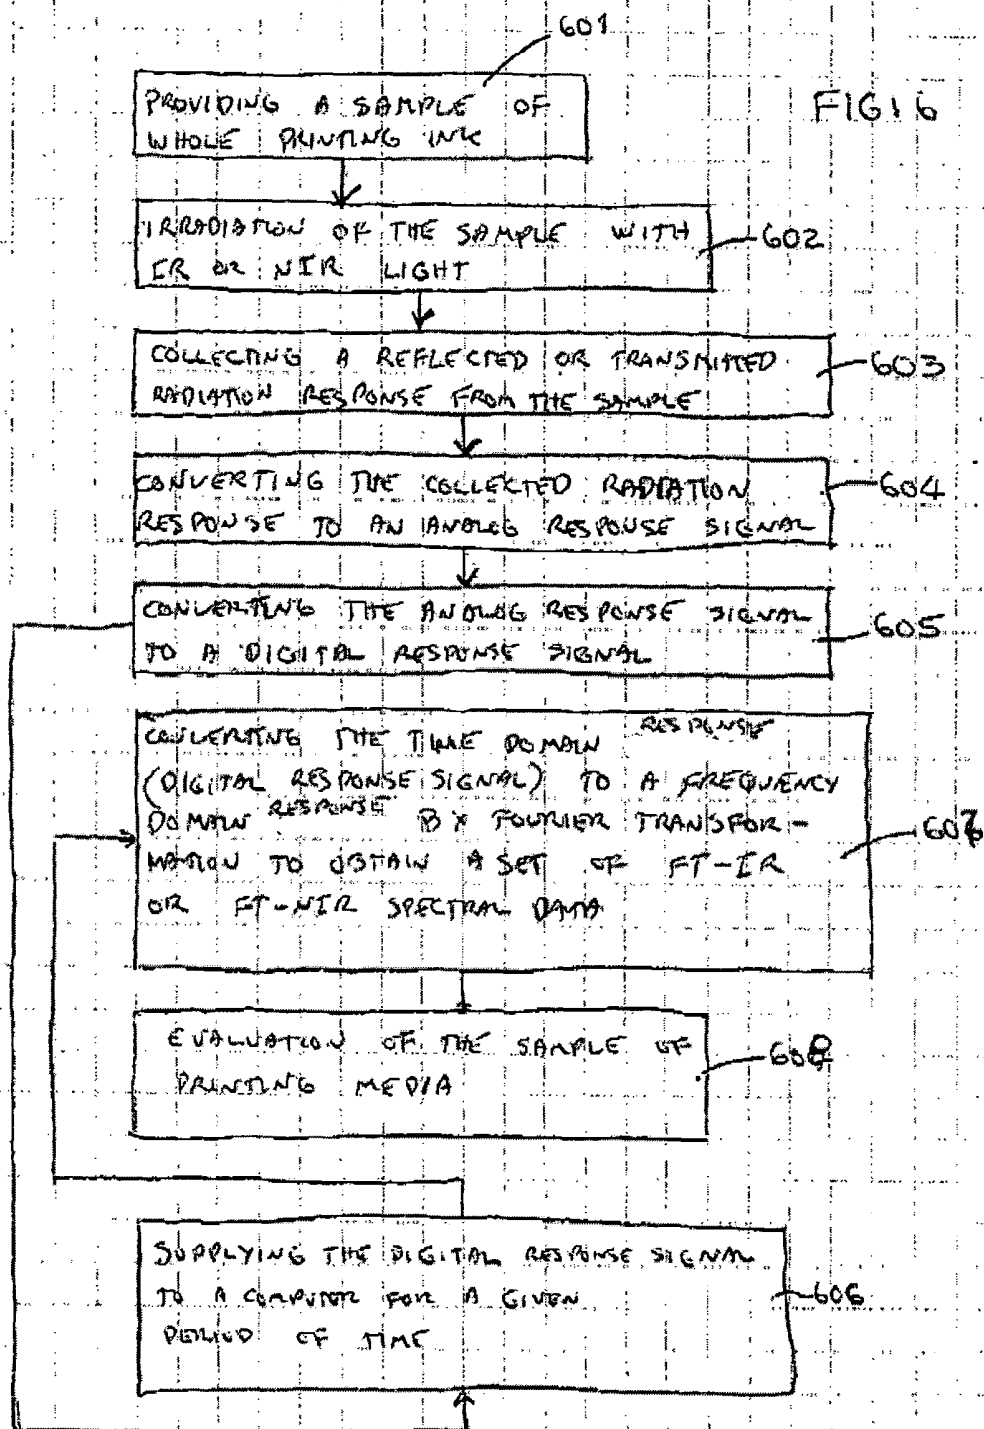 601
PROVIDING A SAMPLE OF
WHOLE PRINTING INK
FIG. 6
IRRADIATION OF THE SAMPLE WITH
IR OR NIR LIGHT
602
COLLECTING A REFLECTED OR TRANSMITTED
RADIATION RESPONSE FROM THE SAMPLE
603
CONVERTING THE COLLECTED RADIATION
RESPONSE TO AN ANALOG RESPONSE SIGNAL
604
CONVERTING THE ANALOG RESPONSE SIGNAL
TO A DIGITAL RESPONSE SIGNAL
605
CONVERTING THE TIME DOMAIN RESPONSE
(DIGITAL RESPONSE SIGNAL) TO A FREQUENCY
DOMAIN RESPONSE BY FOURIER TRANSFOR-
MATION TO OBTAIN A SET OF FT-IR
OR FT-NIR SPECTRAL DATA
607
EVALUATION OF THE SAMPLE OF
PRINTING MEDIA
608
SUPPLYING THE DIGITAL RESPONSE SIGNAL
TO A COMPUTER FOR A GIVEN
PERIOD OF TIME
606